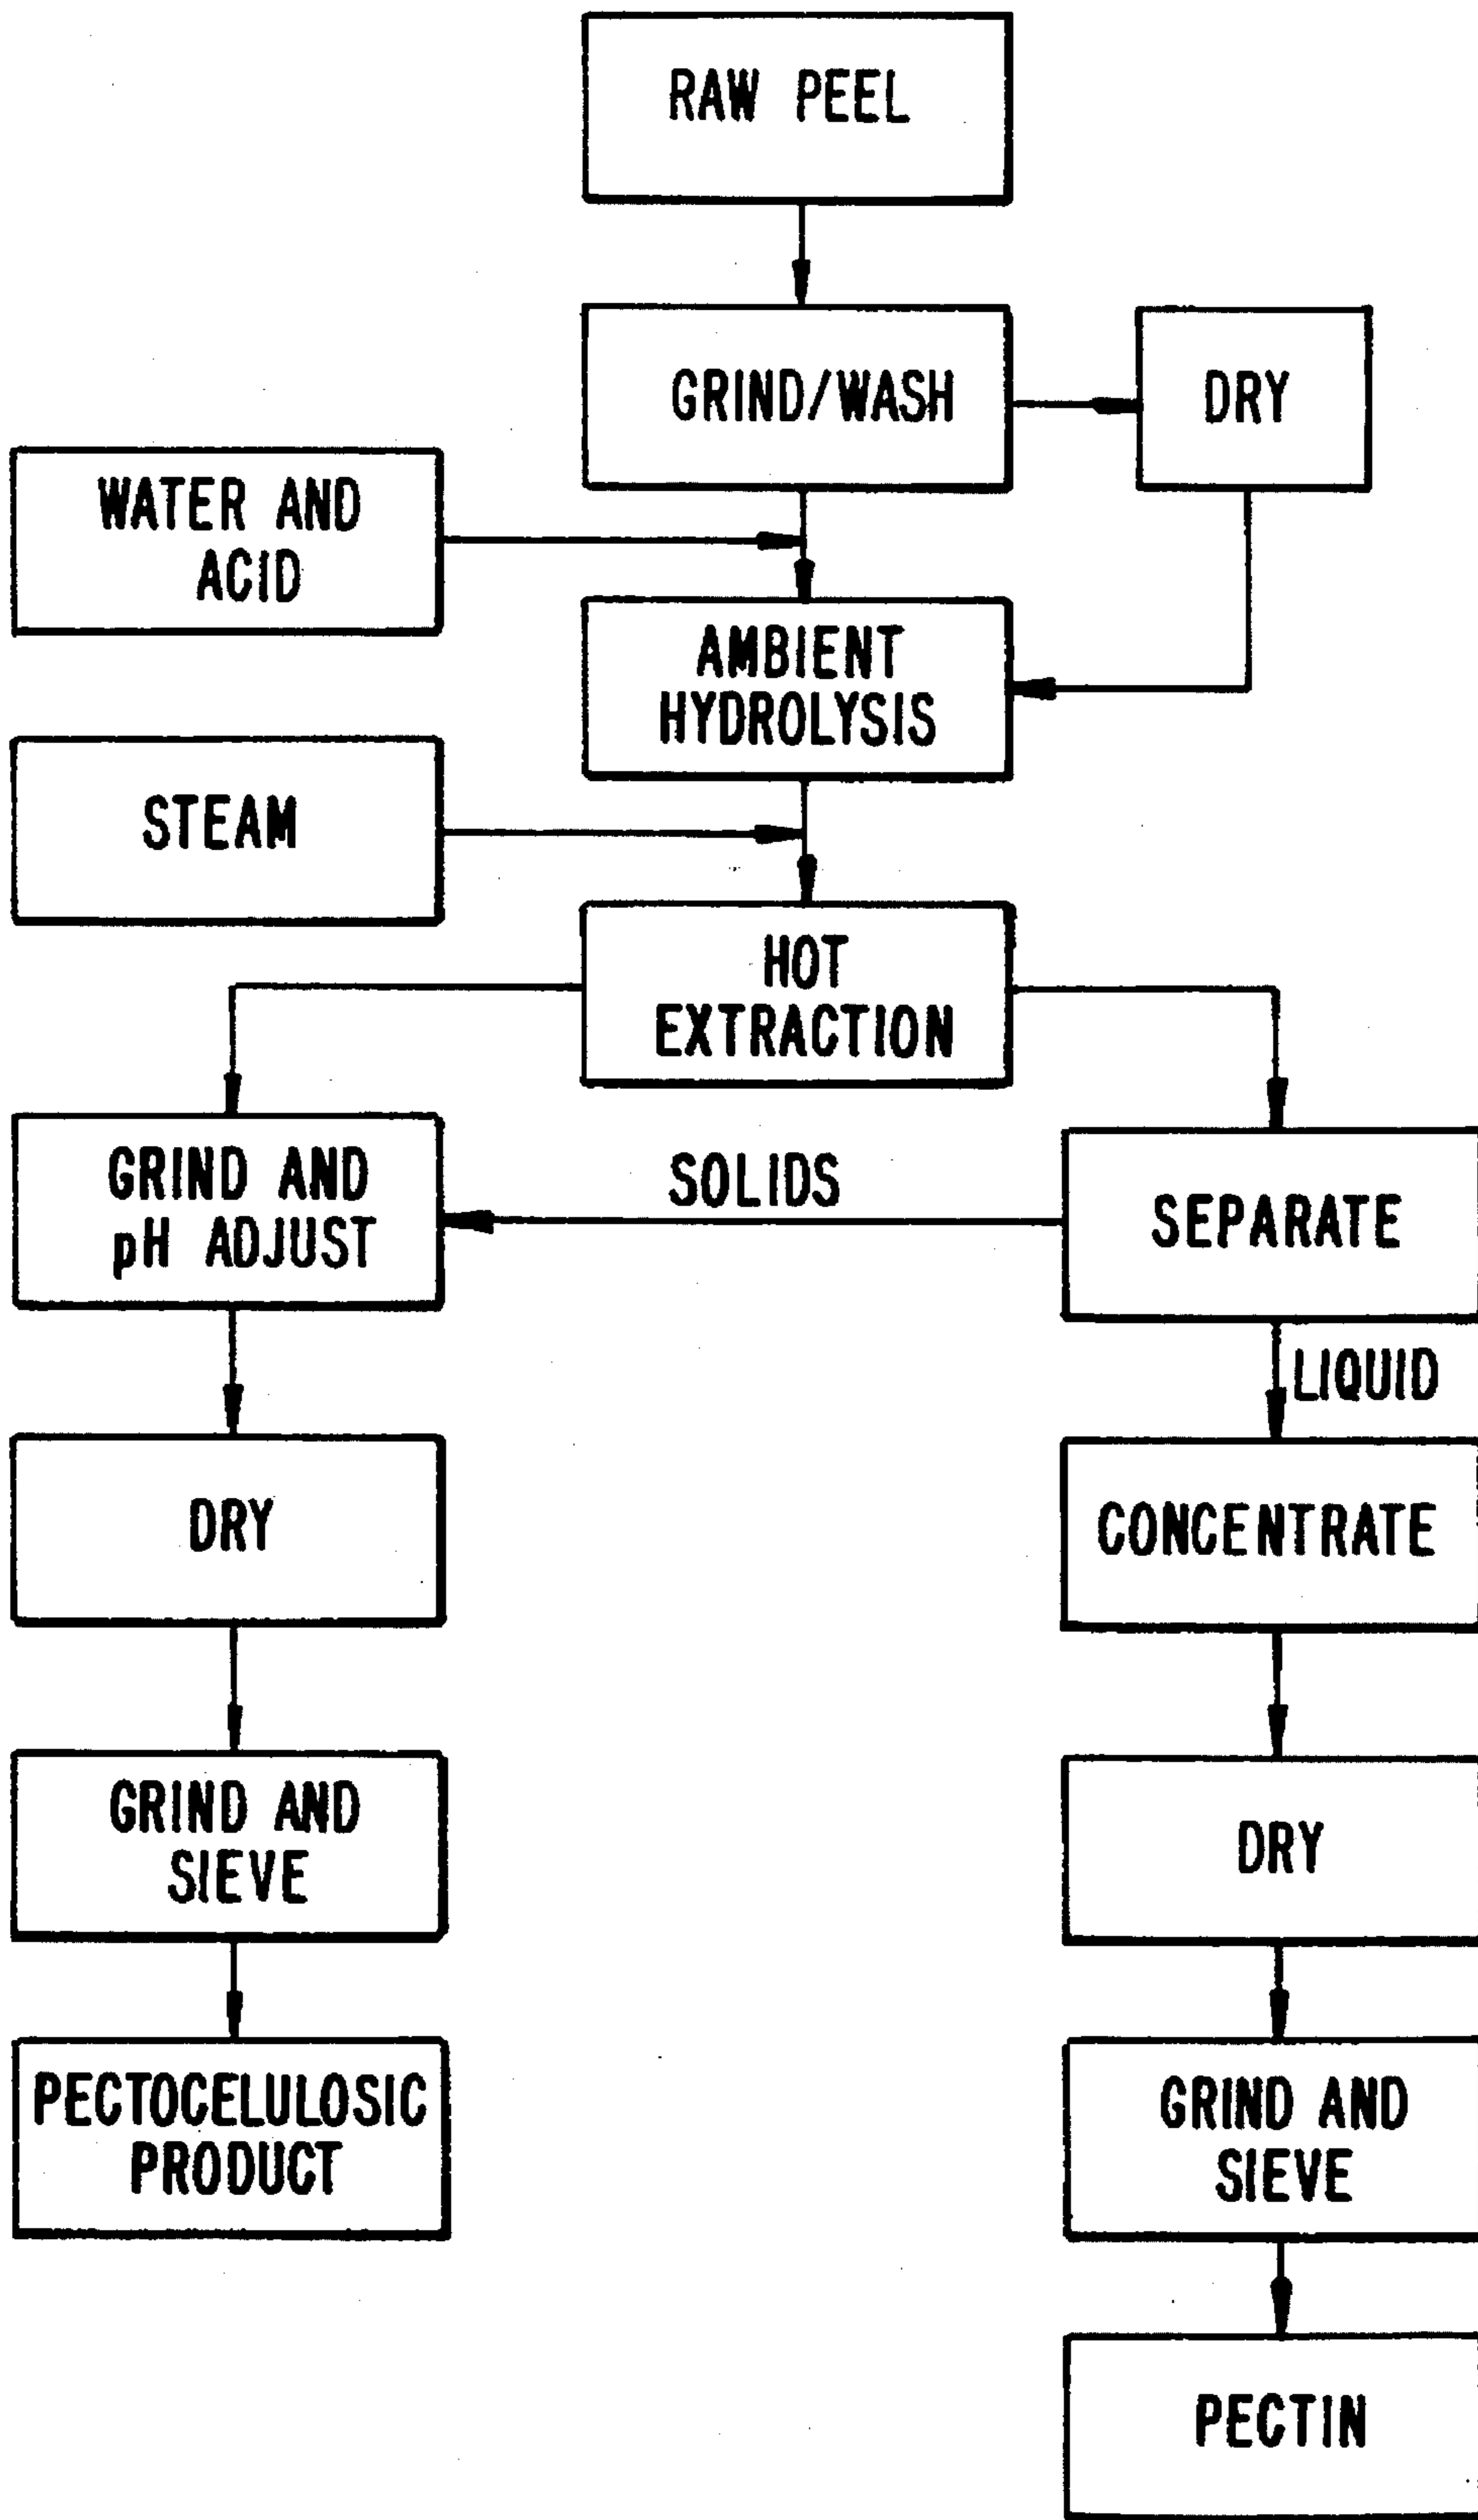 RAW PEEL
GRIND/WASH
DRY
WATER AND
ACID
AMBIENT
HYDROLYSIS
STEAM
HOT
EXTRACTION
GRIND AND
pH ADJUST
SOLIDS
SEPARATE
LIQUID
DRY
CONCENTRATE
GRIND AND
SIEVE
DRY
PECTOCELULOSIC
PRODUCT
GRIND AND
SIEVE
PECTIN